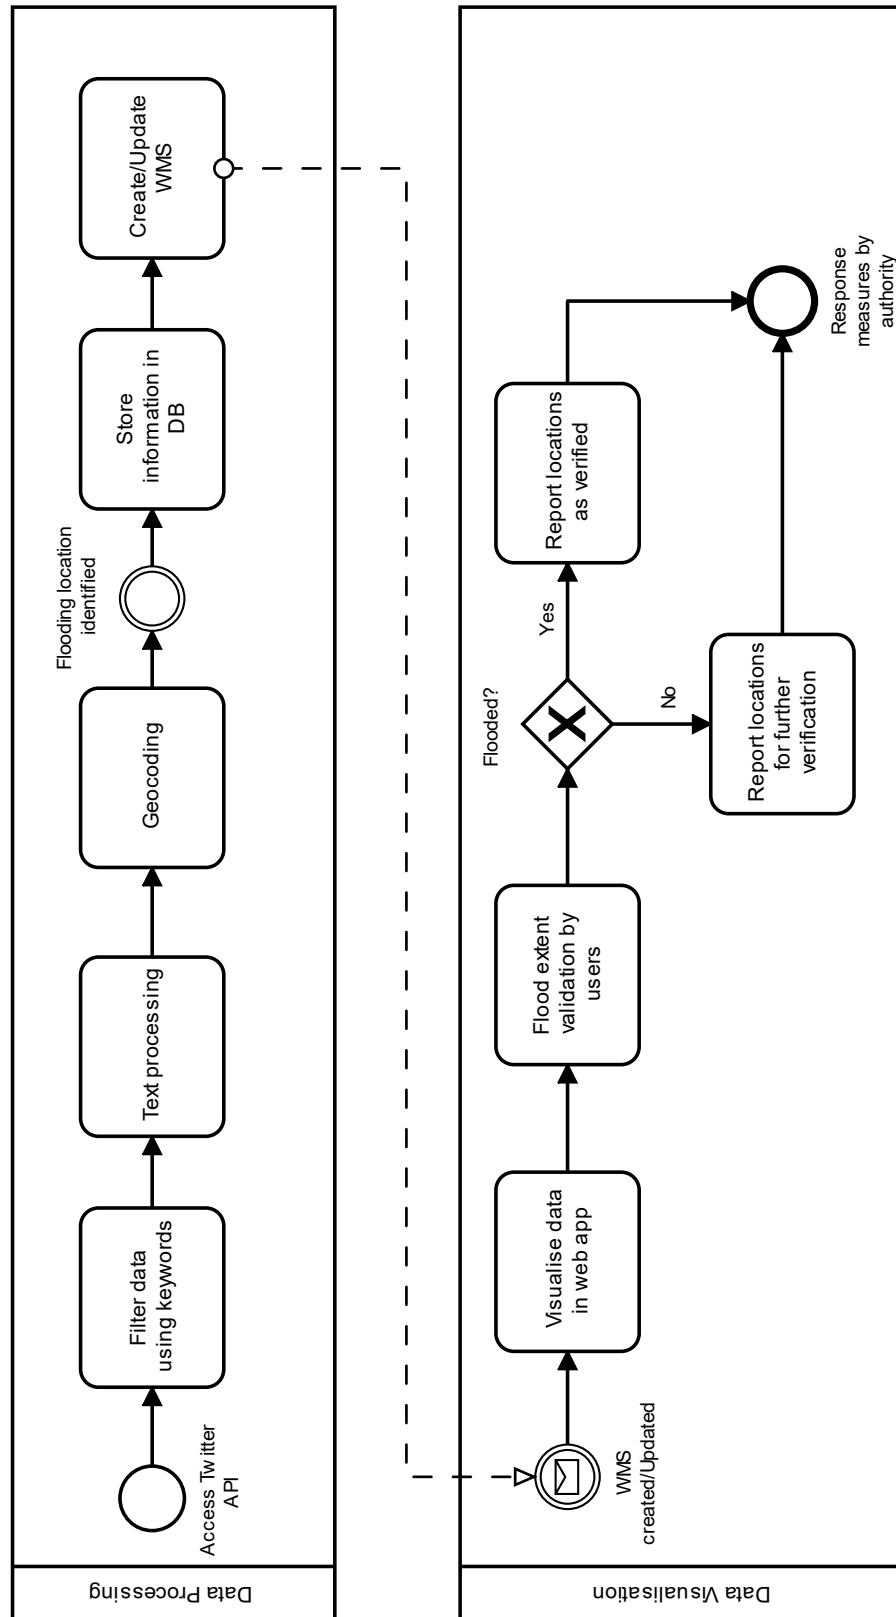 Data Processing
Access Twitter
API
Filter data
using keywords
Text processing
Geocoding
Flooding location
identified
Store
information in
DB
Create/Update
WMS
Data Visualisation
WMS
created/Updated
Visualise data
in web app
Flood extent
validation by
users
Flooded?
Yes
No
Report locations
as verified
Report locations
for further
verification
Response
measures by
authority